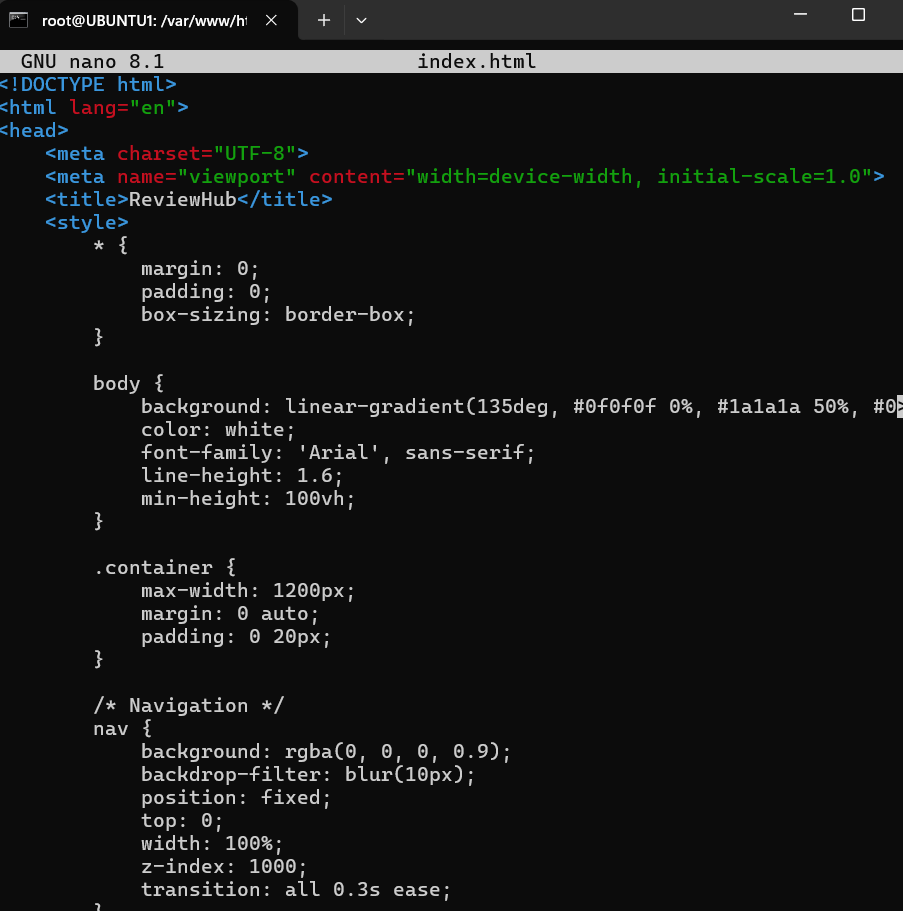 root@UBUNTU1: /var/www/ht
GNU nano 8.1 index.html
<!DOCTYPE html>
<html lang="en">
<head>
    <meta charset="UTF-8">
    <meta name="viewport" content="width=device-width, initial-scale=1.0">
    <title>ReviewHub</title>
    <style>
        * {
            margin: 0;
            padding: 0;
            box-sizing: border-box;
        }

        body {
            background: linear-gradient(135deg, #0f0f0f 0%, #1a1a1a 50%, #0>
            color: white;
            font-family: 'Arial', sans-serif;
            line-height: 1.6;
            min-height: 100vh;
        }

        .container {
            max-width: 1200px;
            margin: 0 auto;
            padding: 0 20px;
        }

        /* Navigation */
        nav {
            background: rgba(0, 0, 0, 0.9);
            backdrop-filter: blur(10px);
            position: fixed;
            top: 0;
            width: 100%;
            z-index: 1000;
            transition: all 0.3s ease;
        }